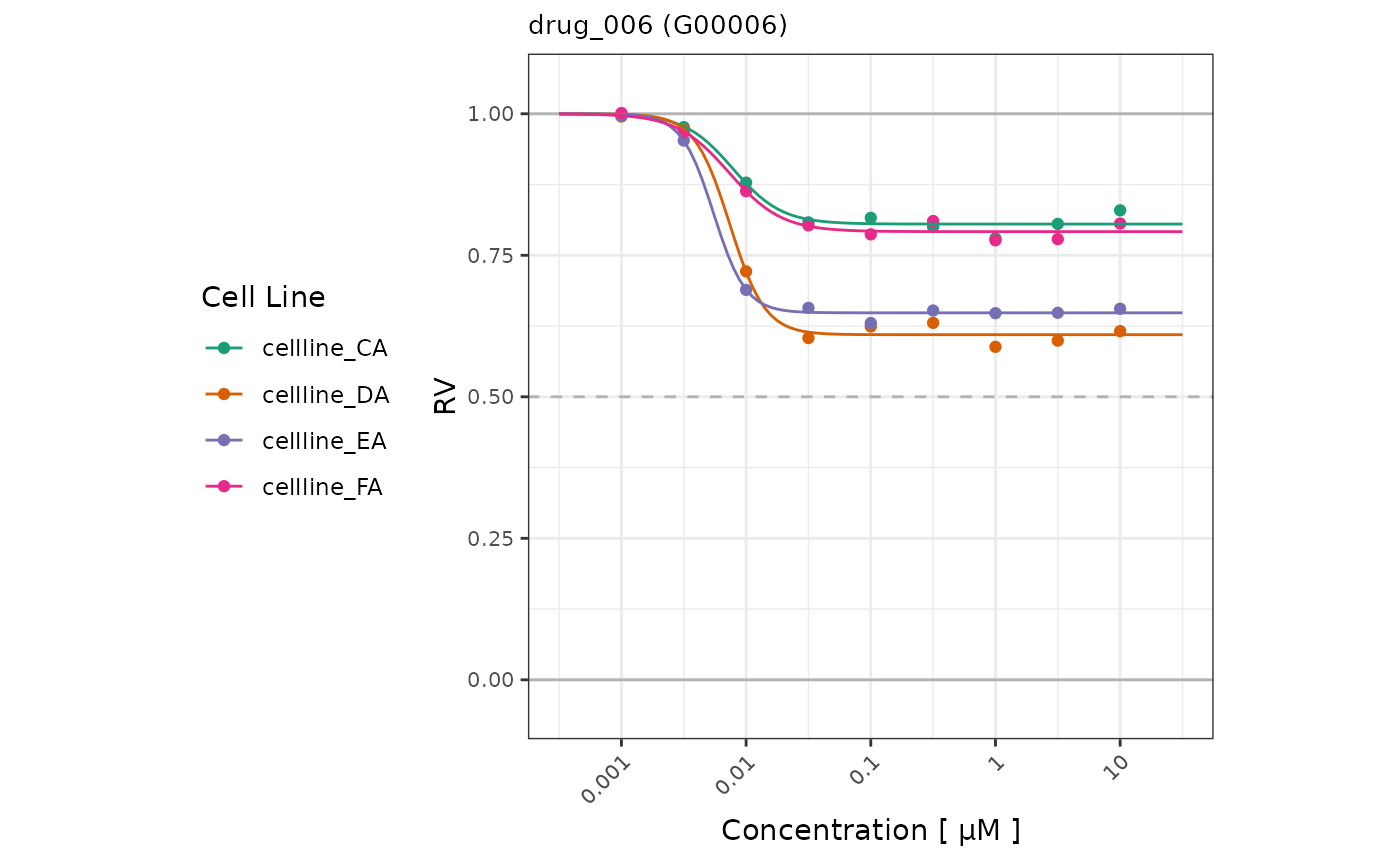 drug_006 (G00006)
Cell Line
cellline_CA
cellline_DA
cellline_EA
cellline_FA
RV
1.00
0.75
0.50
0.25
0.00
0.001
0.01
0.1
1
10
Concentration [ μM ]